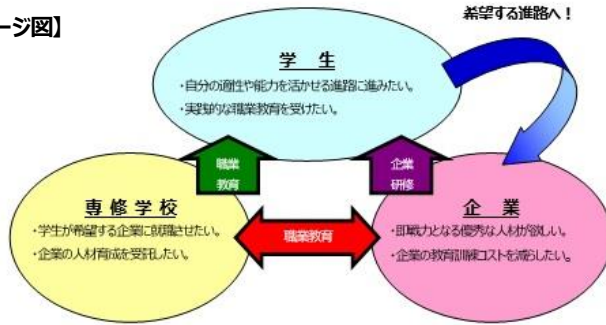 ージ図】
希望する進路へ!
学 生
・自分の適性や能力を活かせる進路に進みたい。
・実践的な職業教育を受けたい。
職業
教育
企業
研修
専修学校
・学生が希望する企業に就職させたい。
・企業の人材育成を受託したい。
職業教育
企 業
・即戦力となる優秀な人材が欲しい。
・企業の教育訓練コストを減らしたい。